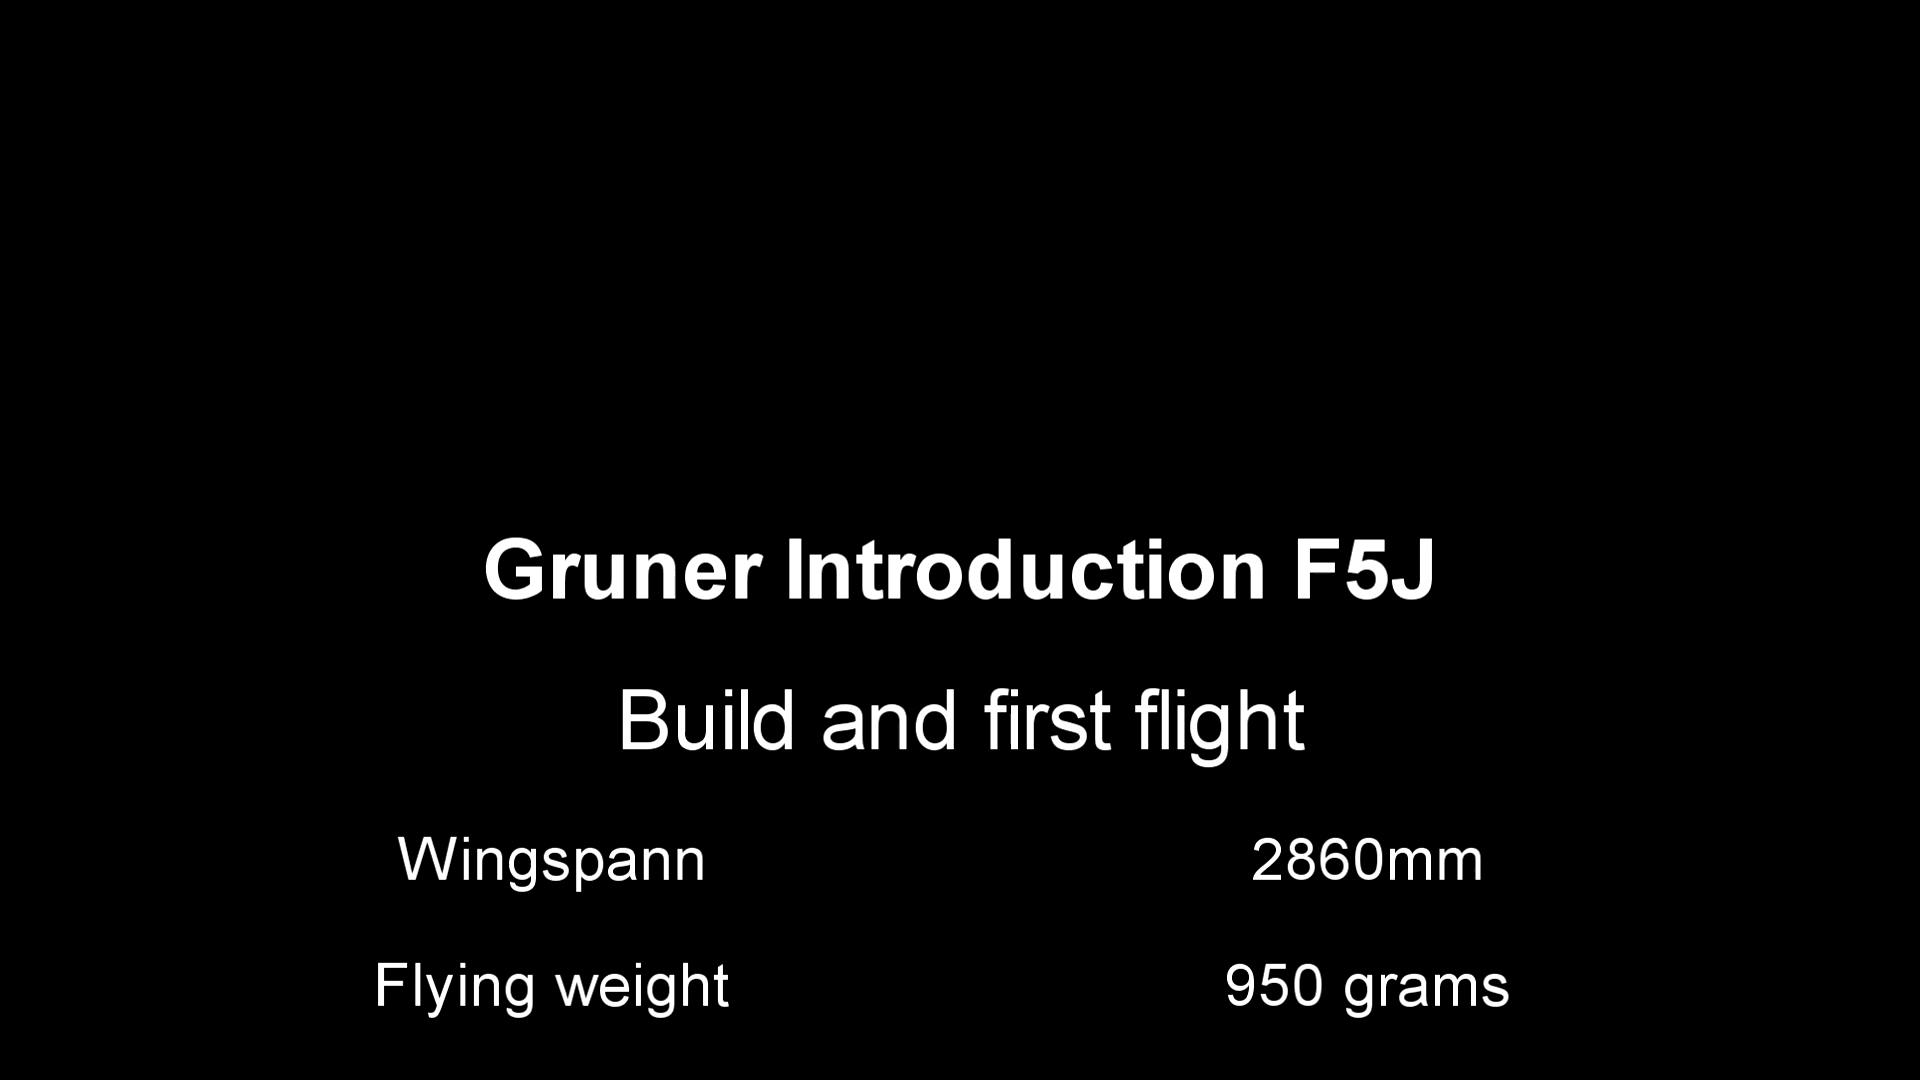 Gruner Introduction F5J
Build and first flight
Wingspann 2860mm
Flying weight 950 grams